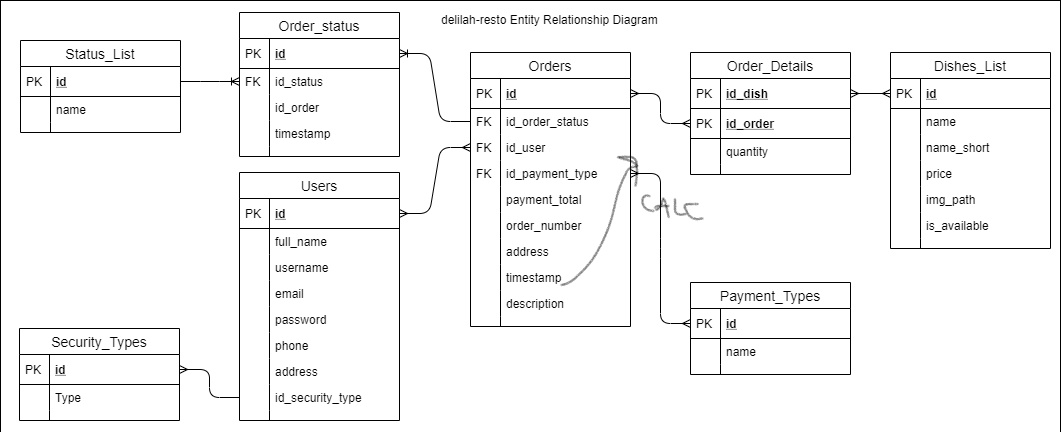 delilah-resto Entity Relationship Diagram
Status_List
PK id
name
Order_status
PK id
FK id_status
id_order
timestamp
Users
PK id
full_name
username
email
password
phone
address
id_security_type
Security_Types
PK id
Type
Orders
PK id
FK id_order_status
FK id_user
FK id_payment_type
payment_total
order_number
address
timestamp
description
CALC
Order_Details
PK id_dish
PK id_order
quantity
Payment_Types
PK id
name
Dishes_List
PK id
name
name_short
price
img_path
is_available